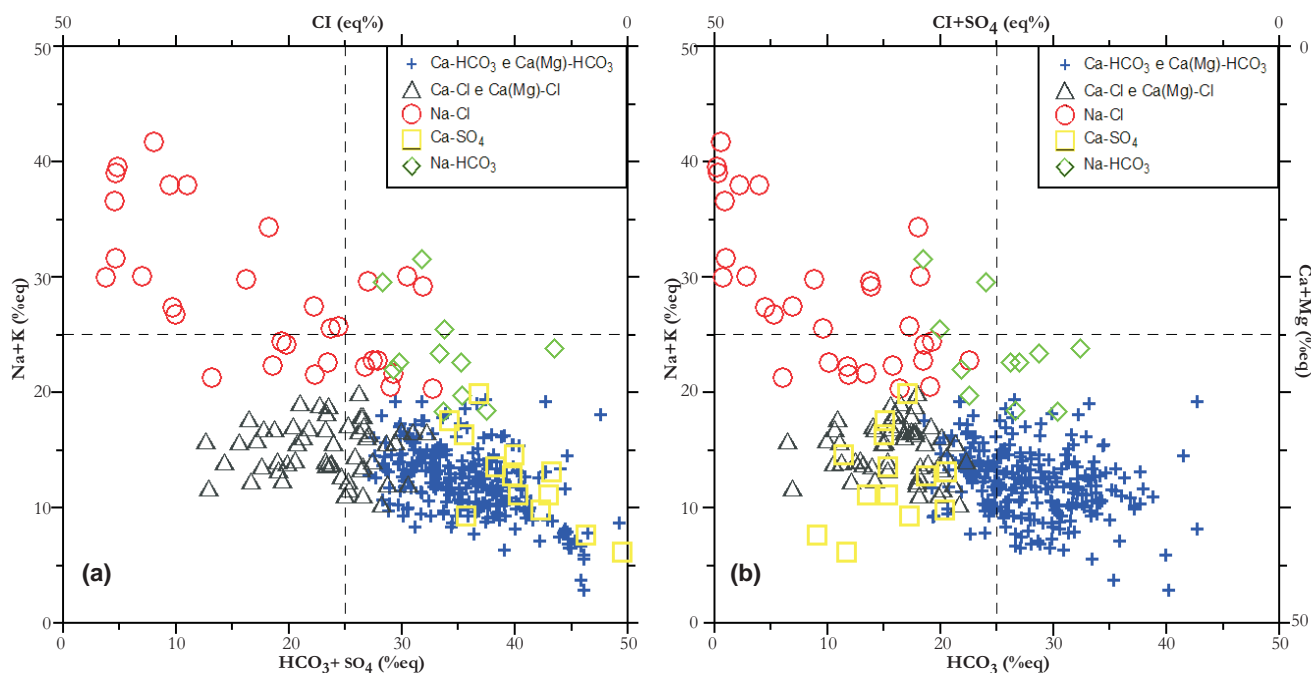 50 CI (eq%) 0
50
40
30
20
10
0
Na+K (%eq)
Ca-HCO₃ e Ca(Mg)-HCO₃
Ca-Cl e Ca(Mg)-Cl
Na-Cl
Ca-SO₄
Na-HCO₃
(a)
0 10 20 30 40 50
HCO₃+ SO₄ (%eq)
50 CI+SO₄ (eq%) 0
50
40
30
20
10
0
Na+K (%eq)
0
Ca+Mg (%eq)
50
Ca-HCO₃ e Ca(Mg)-HCO₃
Ca-Cl e Ca(Mg)-Cl
Na-Cl
Ca-SO₄
Na-HCO₃
(b)
0 10 20 30 40 50
HCO₃ (%eq)